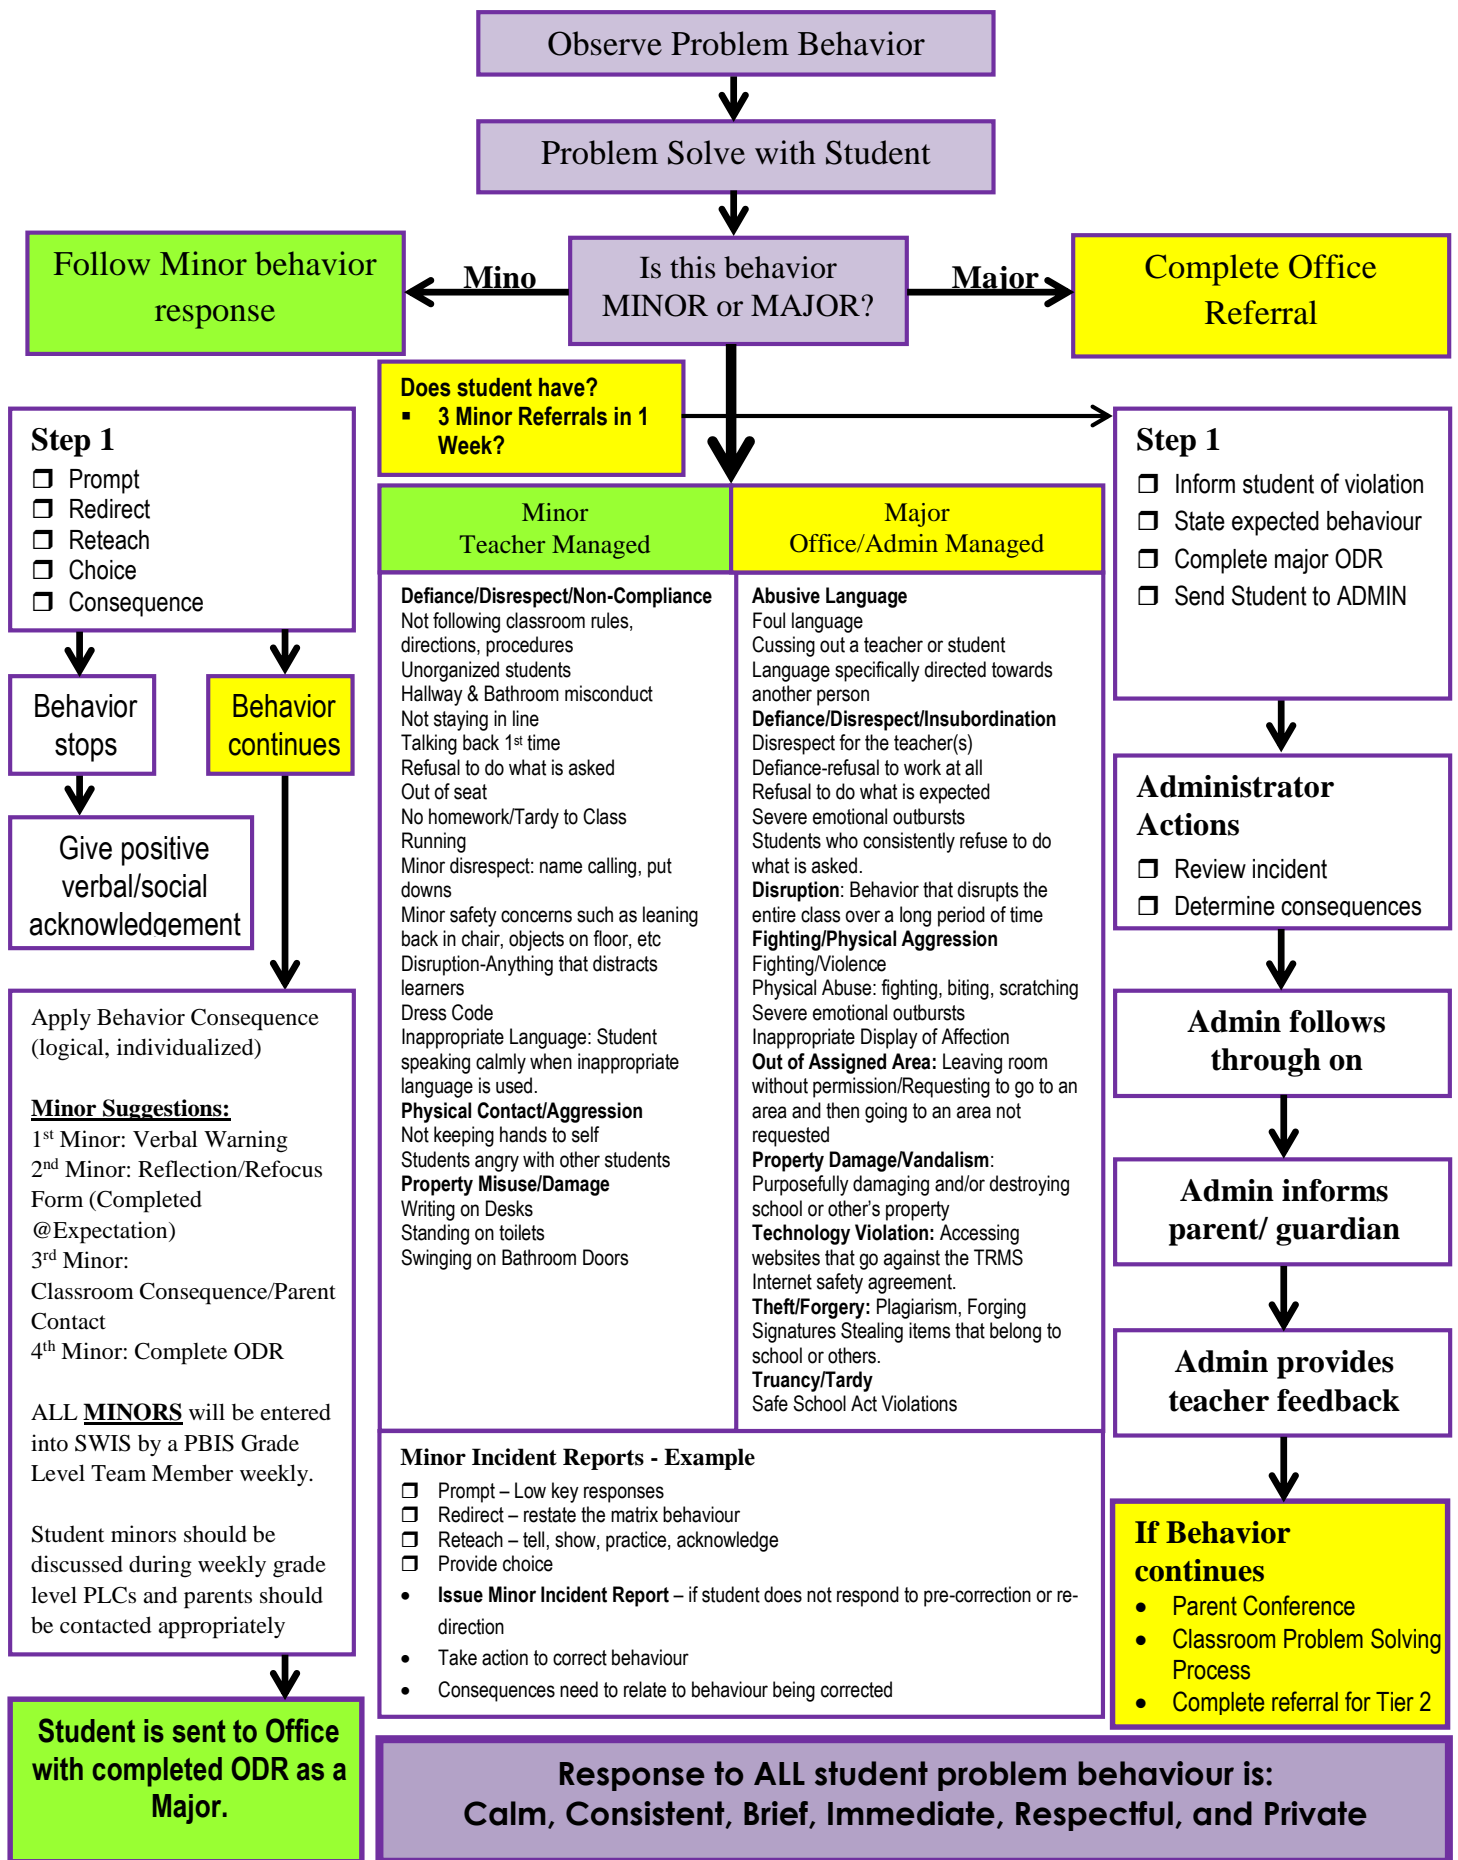 Observe Problem Behavior
Problem Solve with Student
Follow Minor behavior
response
Mino
Is this behavior
MINOR or MAJOR?
Major
Complete Office
Referral
Does student have?
▪ 3 Minor Referrals in 1
Week?
Step 1
❒ Prompt
❒ Redirect
❒ Reteach
❒ Choice
❒ Consequence
Behavior
stops
Behavior
continues
Give positive
verbal/social
acknowledgement
Apply Behavior Consequence
(logical, individualized)
Minor Suggestions:
1st Minor: Verbal Warning
2nd Minor: Reflection/Refocus
Form (Completed
@Expectation)
3rd Minor:
Classroom Consequence/Parent
Contact
4th Minor: Complete ODR
ALL MINORS will be entered
into SWIS by a PBIS Grade
Level Team Member weekly.
Student minors should be
discussed during weekly grade
level PLCs and parents should
be contacted appropriately
Student is sent to Office
with completed ODR as a
Major.
Minor
Teacher Managed
Defiance/Disrespect/Non-Compliance
Not following classroom rules,
directions, procedures
Unorganized students
Hallway & Bathroom misconduct
Not staying in line
Talking back 1st time
Refusal to do what is asked
Out of seat
No homework/Tardy to Class
Running
Minor disrespect: name calling, put
downs
Minor safety concerns such as leaning
back in chair, objects on floor, etc
Disruption-Anything that distracts
learners
Dress Code
Inappropriate Language: Student
speaking calmly when inappropriate
language is used.
Physical Contact/Aggression
Not keeping hands to self
Students angry with other students
Property Misuse/Damage
Writing on Desks
Standing on toilets
Swinging on Bathroom Doors
Major
Office/Admin Managed
Abusive Language
Foul language
Cussing out a teacher or student
Language specifically directed towards
another person
Defiance/Disrespect/Insubordination
Disrespect for the teacher(s)
Defiance-refusal to work at all
Refusal to do what is expected
Severe emotional outbursts
Students who consistently refuse to do
what is asked.
Disruption: Behavior that disrupts the
entire class over a long period of time
Fighting/Physical Aggression
Fighting/Violence
Physical Abuse: fighting, biting, scratching
Severe emotional outbursts
Inappropriate Display of Affection
Out of Assigned Area: Leaving room
without permission/Requesting to go to an
area and then going to an area not
requested
Property Damage/Vandalism:
Purposefully damaging and/or destroying
school or other's property
Technology Violation: Accessing
websites that go against the TRMS
Internet safety agreement.
Theft/Forgery: Plagiarism, Forging
Signatures Stealing items that belong to
school or others.
Truancy/Tardy
Safe School Act Violations
Minor Incident Reports - Example
❒ Prompt – Low key responses
❒ Redirect – restate the matrix behaviour
❒ Reteach – tell, show, practice, acknowledge
❒ Provide choice
• Issue Minor Incident Report – if student does not respond to pre-correction or re-
direction
• Take action to correct behaviour
• Consequences need to relate to behaviour being corrected
Step 1
❒ Inform student of violation
❒ State expected behaviour
❒ Complete major ODR
❒ Send Student to ADMIN
Administrator
Actions
❒ Review incident
❒ Determine consequences
Admin follows
through on
Admin informs
parent/ guardian
Admin provides
teacher feedback
If Behavior
continues
• Parent Conference
• Classroom Problem Solving
Process
• Complete referral for Tier 2
Response to ALL student problem behaviour is:
Calm, Consistent, Brief, Immediate, Respectful, and Private